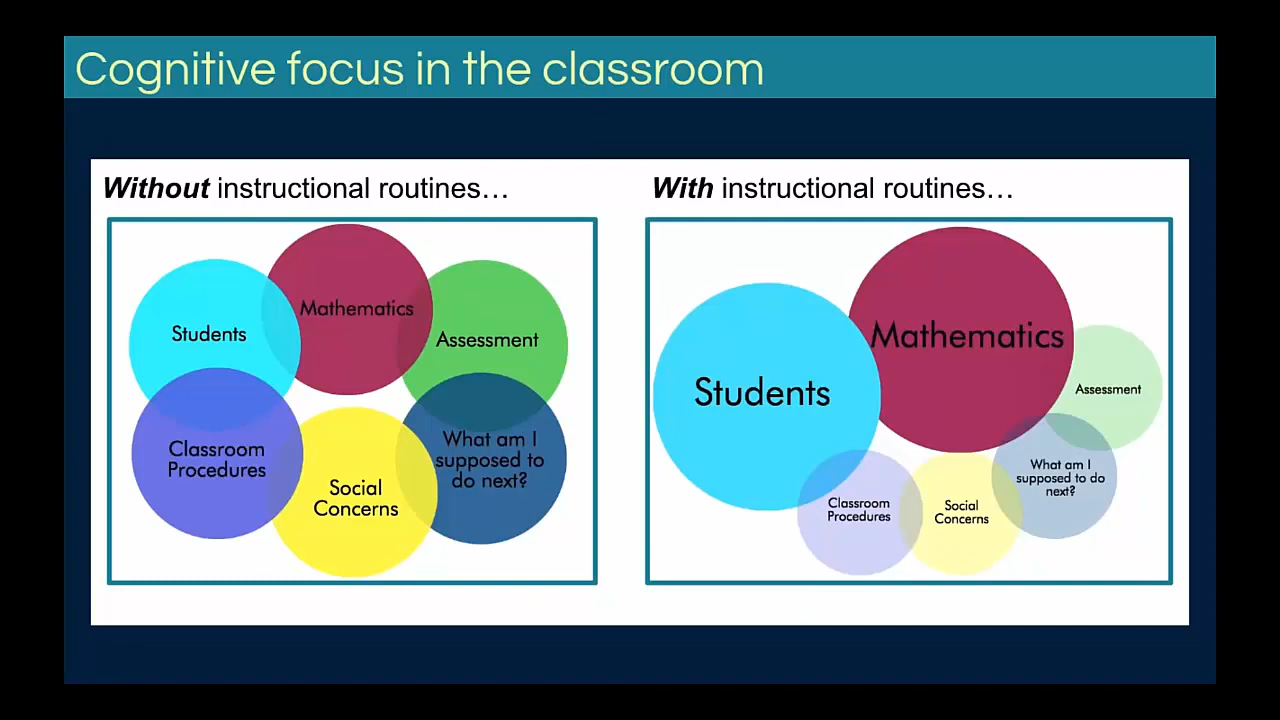 Cognitive focus in the classroom
Without instructional routines…
Students
Mathematics
Assessment
Classroom
Procedures
Social
Concerns
What am I
supposed to
do next?
With instructional routines…
Students
Mathematics
Assessment
Classroom
Procedures
Social
Concerns
What am I
supposed to do
next?